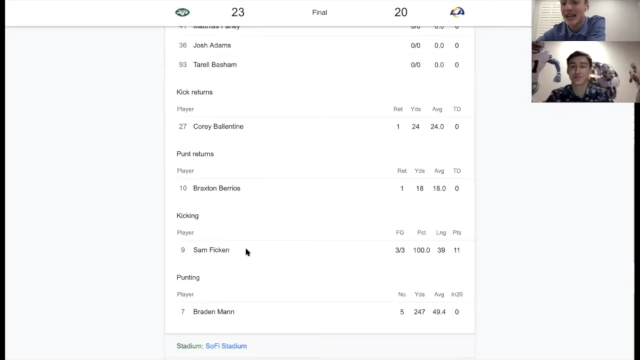 23 Final 20
36 Josh Adams 0/0 0.0 0
93 Tarell Basham 0/0 0.0 0
Kick returns
Player Ret Yds Avg TD
27 Corey Ballentine 1 24 24.0 0
Punt returns
Player Ret Yds Avg TD
10 Braxton Berrios 1 18 18.0 0
Kicking
Player FG Pct Lng Pts
9 Sam Ficken 3/3 100.0 39 11
Punting
Player No Yds Avg In20
7 Braden Mann 5 247 49.4 0
Stadium: SoFi Stadium